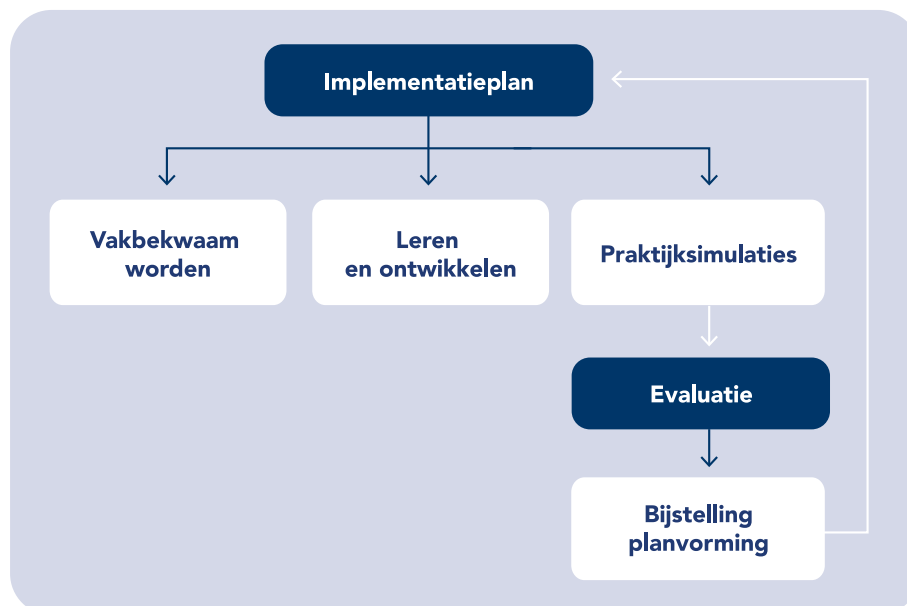 Implementatieplan
Vakbekwaam
worden
Leren
en ontwikkelen
Praktijksimulaties
Evaluatie
Bijstelling
planvorming